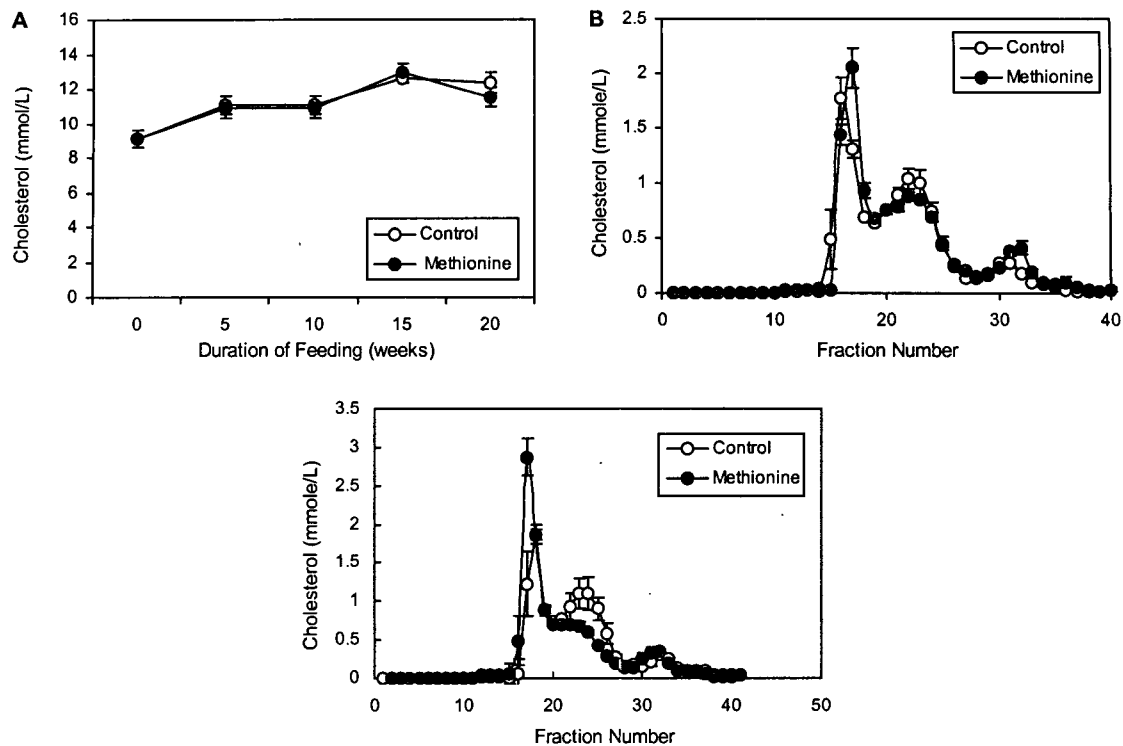 A
16
14
12
10
8
6
4
2
0
Cholesterol (mmol/L)
Control
Methionine
0 5 10 15 20
Duration of Feeding (weeks)
B
2.5
2
1.5
1
0.5
0
Cholesterol (mmole/L)
Control
Methionine
0 10 20 30 40
Fraction Number
3.5
3
2.5
2
1.5
1
0.5
0
Cholesterol (mmole/L)
Control
Methionine
0 10 20 30 40 50
Fraction Number